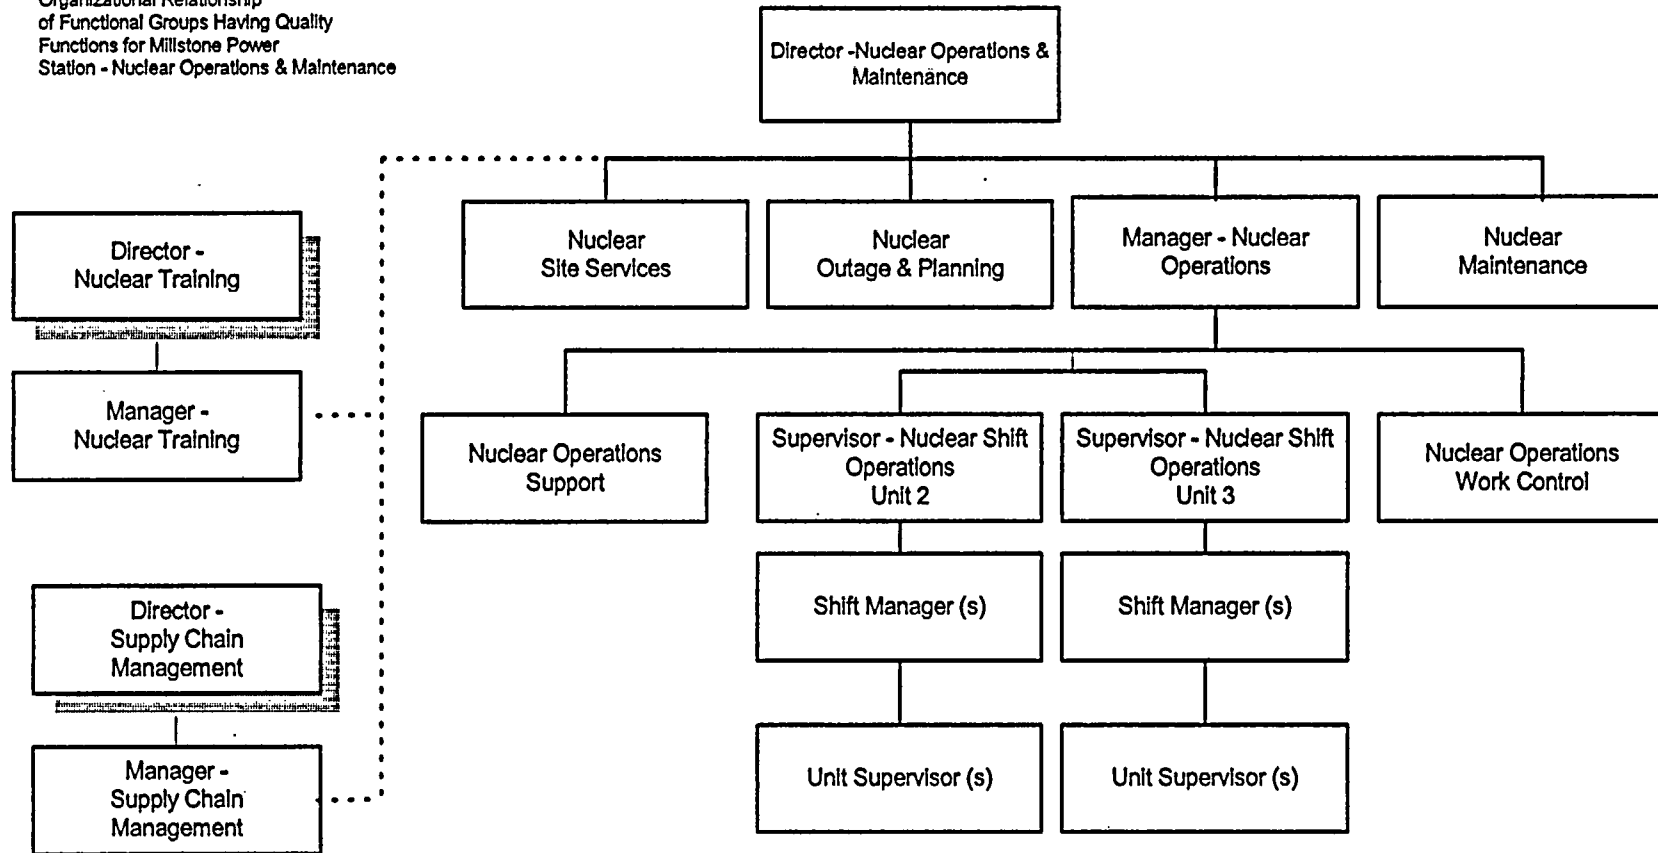 Organizational Relationship
of Functional Groups Having Quality
Functions for Millstone Power
Station - Nuclear Operations & Maintenance
Director -Nuclear Operations &
Maintenance
Director -
Nuclear Training
Nuclear
Site Services
Nuclear
Outage & Planning
Manager - Nuclear
Operations
Nuclear
Maintenance
Manager -
Nuclear Training
Nuclear Operations
Support
Supervisor - Nuclear Shift
Operations
Unit 2
Supervisor - Nuclear Shift
Operations
Unit 3
Nuclear Operations
Work Control
Director -
Supply Chain
Management
Shift Manager (s)
Shift Manager (s)
Manager -
Supply Chain
Management
Unit Supervisor (s)
Unit Supervisor (s)